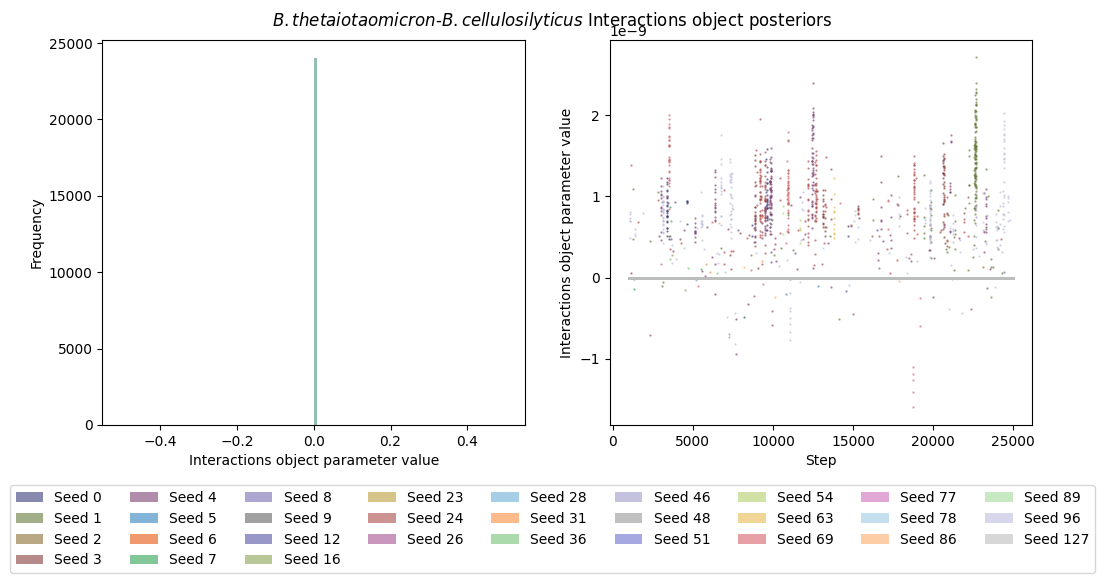 B.thetaiotaomicron-B.cellulosilyticus Interactions object posteriors
25000
20000
15000
10000
5000
0
Frequency
−0.4 −0.2 0.0 0.2 0.4
Interactions object parameter value
1e−9
2
1
0
−1
Interactions object parameter value
0 5000 10000 15000 20000 25000
Step
Seed 0 Seed 4 Seed 8 Seed 23 Seed 28 Seed 46 Seed 54 Seed 77 Seed 89
Seed 1 Seed 5 Seed 9 Seed 24 Seed 31 Seed 48 Seed 63 Seed 78 Seed 96
Seed 2 Seed 6 Seed 12 Seed 26 Seed 36 Seed 51 Seed 69 Seed 86 Seed 127
Seed 3 Seed 7 Seed 16